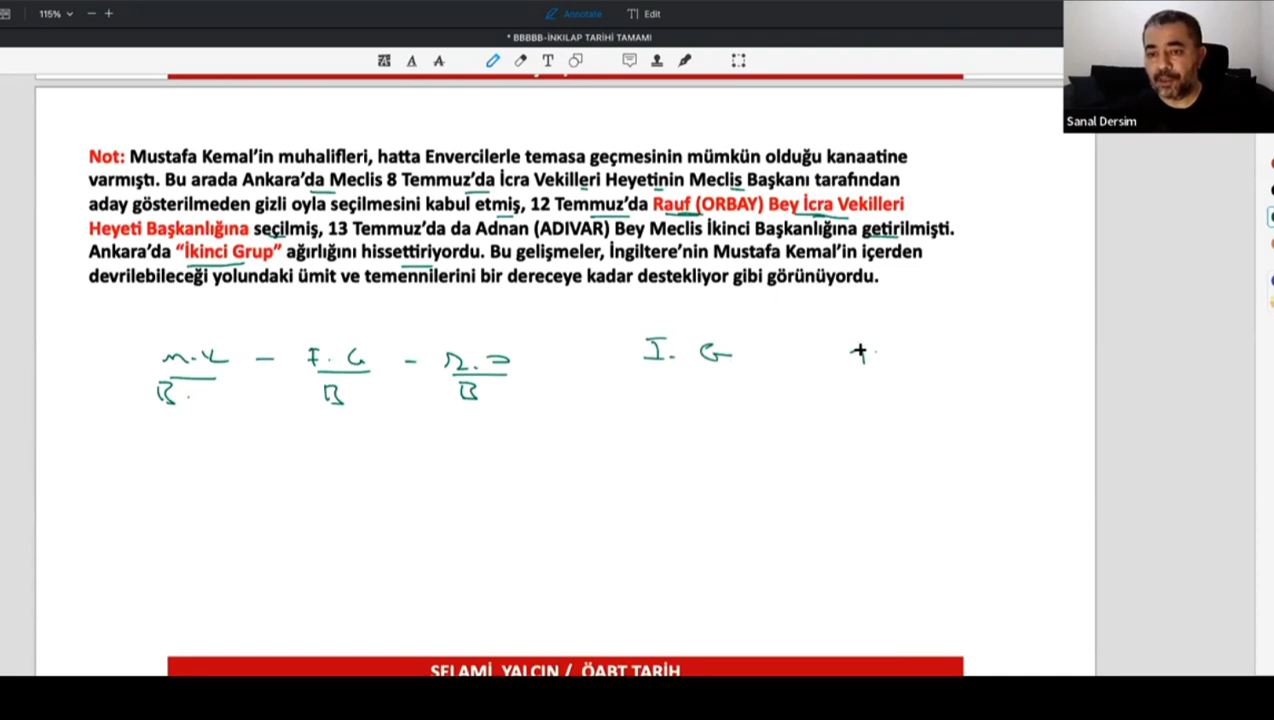 115%
Annotate
Edit
* BBBBB-İNKILAP TARİHİ TAMAMI
Sanal Dersim
Not: Mustafa Kemal’in muhalifleri, hatta Envercilerle temasa geçmesinin mümkün olduğu kanaatine
varmıştı. Bu arada Ankara’da Meclis 8 Temmuz’da İcra Vekilleri Heyetinin Meclis Başkanı tarafından
aday gösterilmeden gizli oyla seçilmesini kabul etmiş, 12 Temmuz’da Rauf (ORBAY) Bey İcra Vekilleri
Heyeti Başkanlığına seçilmiş, 13 Temmuz’da da Adnan (ADIVAR) Bey Meclis İkinci Başkanlığına getirilmişti.
Ankara’da “İkinci Grup” ağırlığını hissettiriyordu. Bu gelişmeler, İngiltere’nin Mustafa Kemal’in içerden
devrilebileceği yolundaki ümit ve temennilerini bir dereceye kadar destekliyor gibi görünüyordu.
I. G
B. B B
SELAMİ YALÇIN / ÖABT TARİH